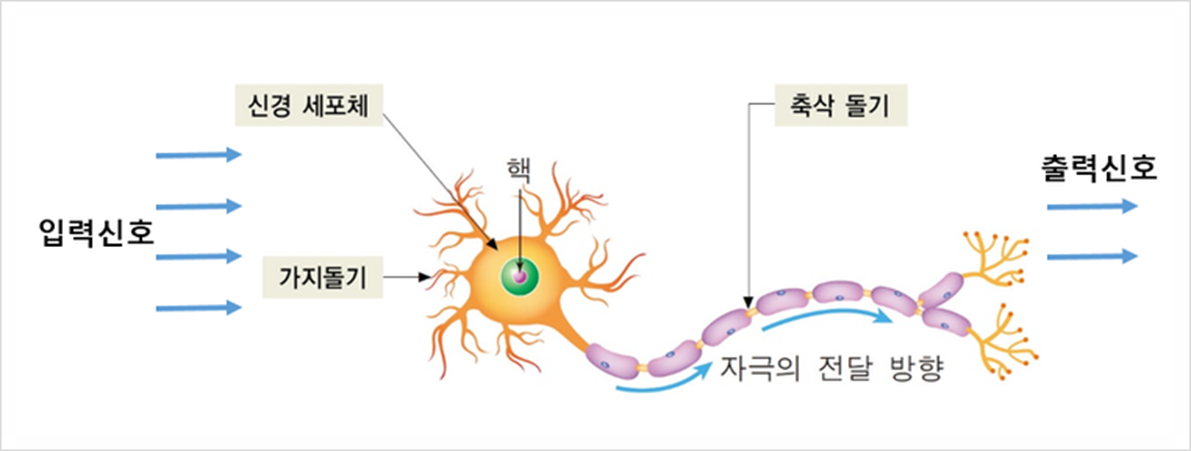 신경 세포체
축삭 돌기
핵
출력신호
입력신호
가지돌기
자극의 전달 방향